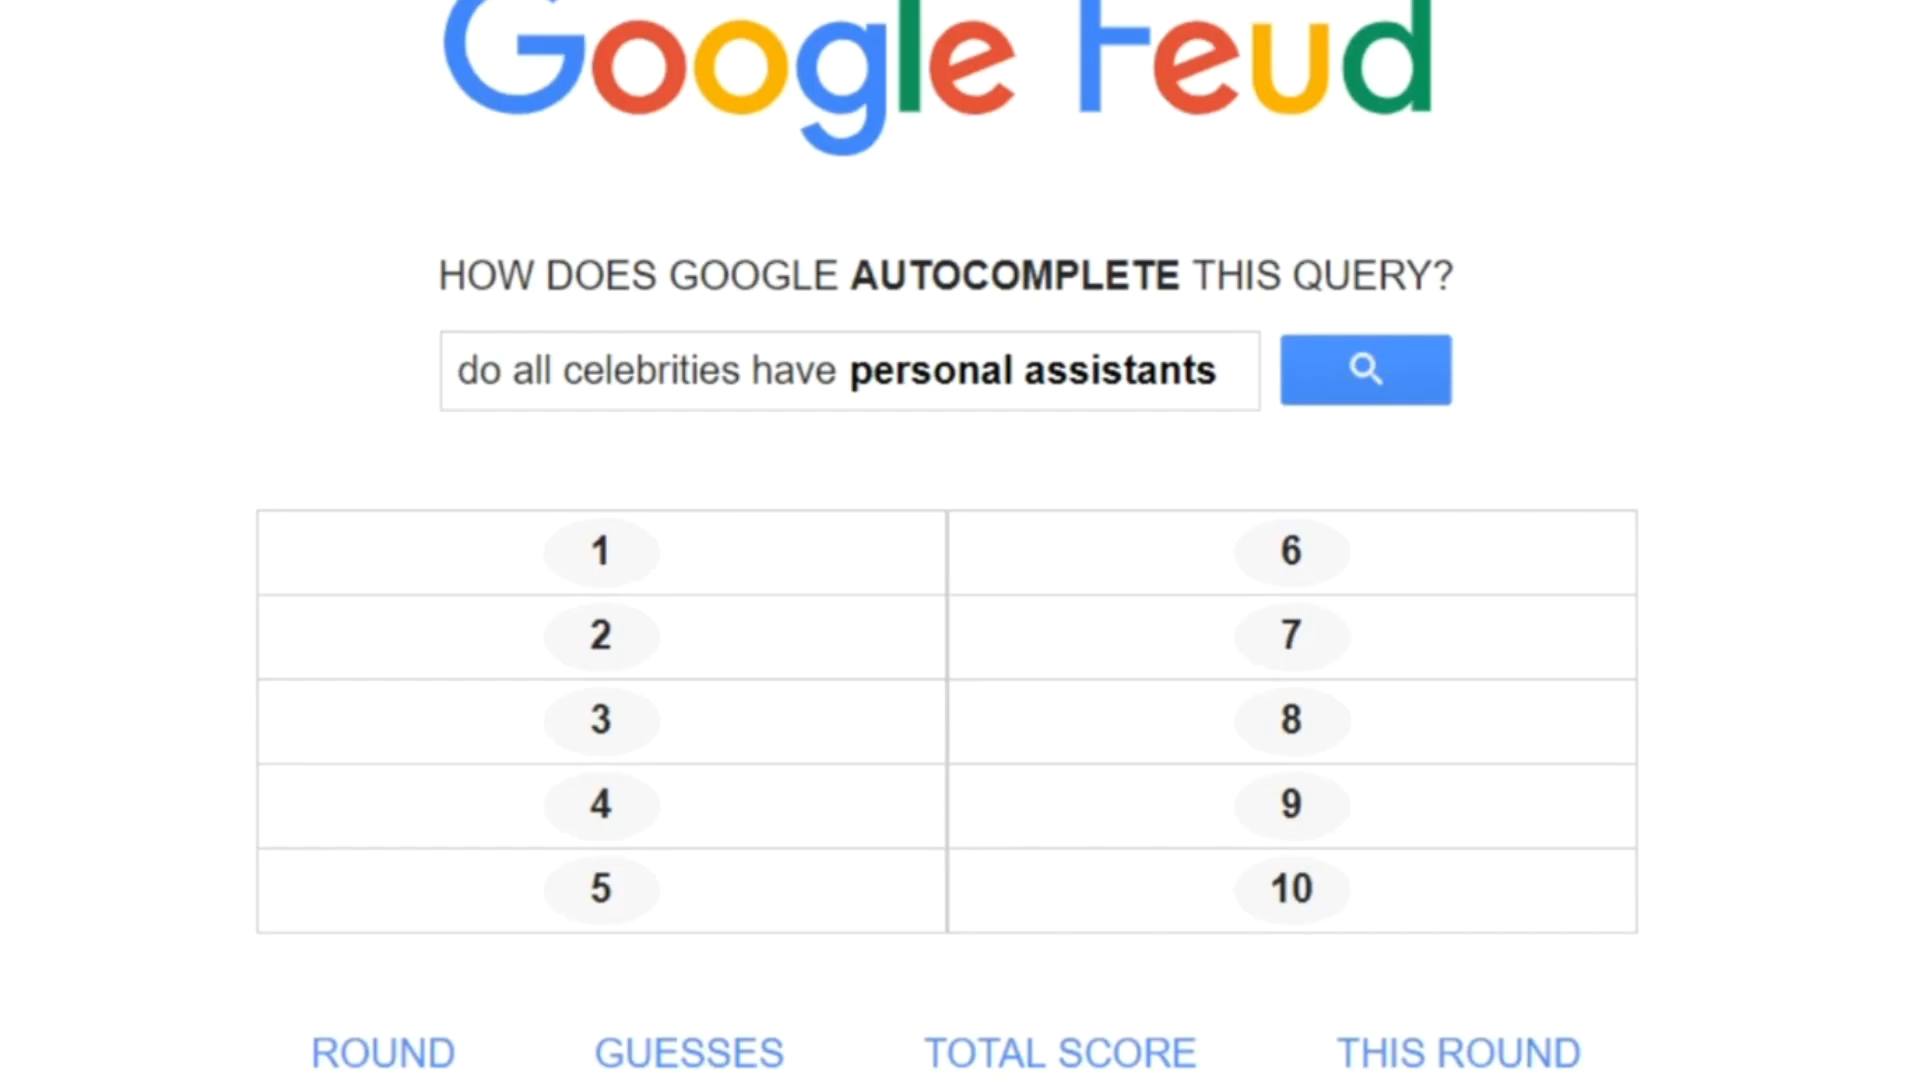 Google Feud
HOW DOES GOOGLE AUTOCOMPLETE THIS QUERY?
do all celebrities have personal assistants
1 6
2 7
3 8
4 9
5 10
ROUND GUESSES TOTAL SCORE THIS ROUND